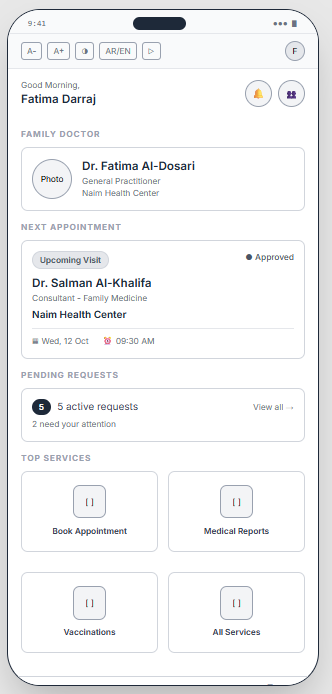 9:41
A-
A+
AR/EN
F
Good Morning,
Fatima Darraj
FAMILY DOCTOR
Photo
Dr. Fatima Al-Dosari
General Practitioner
Naim Health Center
NEXT APPOINTMENT
Upcoming Visit
Approved
Dr. Salman Al-Khalifa
Consultant - Family Medicine
Naim Health Center
Wed, 12 Oct
09:30 AM
PENDING REQUESTS
5
5 active requests
View all →
2 need your attention
TOP SERVICES
[ ]
Book Appointment
[ ]
Medical Reports
[ ]
Vaccinations
[ ]
All Services